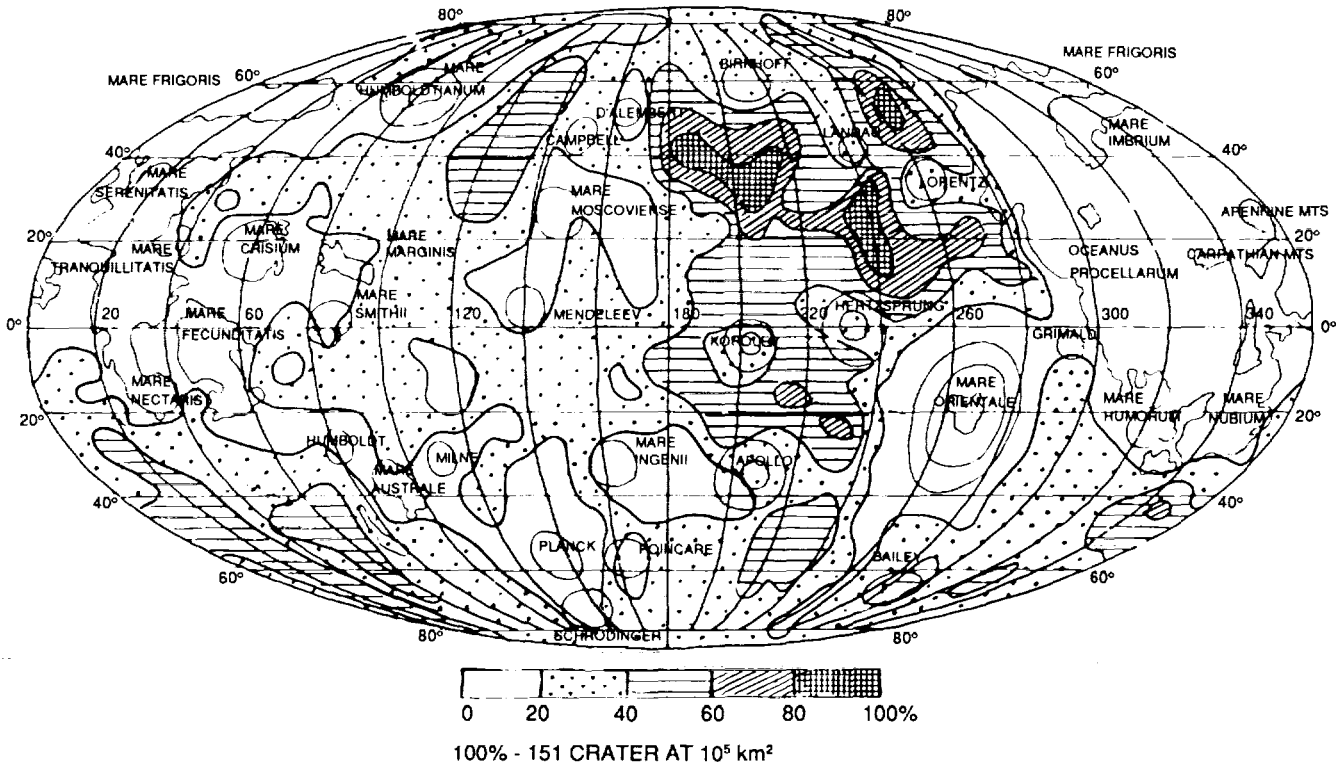 80°
80°
MARE FRIGORIS
60°
MARE
HUMBOLDTIANUM
BIRKHOFF
MARE FRIGORIS
60°
D'ALEMBERT
CAMPBELL
LANDAU
MARE
IMBRIUM
40°
40°
MARE
SERENITATIS
MARE
MOSCOVIENSE
LORENTZ
APENNINE MTS
20°
MARE
TRANQUILLITATIS
MARE
CRISIUM
MARE
MARGINIS
OCEANUS
PROCELLARUM
20°
CARPATHIAN MTS
MARE
SMITHII
0°
20
MARE
FECUNDITATIS
60
120
MENDELEEV
180
220
HERTZSPRUNG
260
GRIMALDI
300
340
0°
KOROLEV
MARE
NECTARIS
MARE
ORIENTALE
MARE
HUMORUM
MARE
NUBIUM
20°
20°
HUMBOLDT
MILNE
MARE
INGENII
APOLLO
MARE
AUSTRALE
40°
40°
PLANCK
POINCARE
BAILEY
60°
60°
80°
SCHRODINGER
80°
0 20 40 60 80 100%
100% - 151 CRATER AT 10⁵ km²